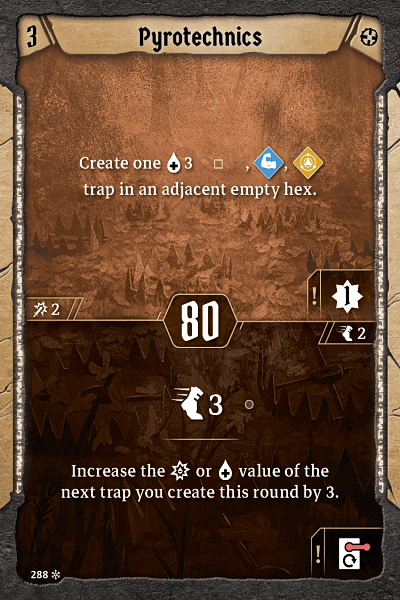 3 Pyrotechnics
Create one 3 , ,
trap in an adjacent empty hex.
2
! 1
80
2
3
Increase the or value of the
next trap you create this round by 3.
!
288